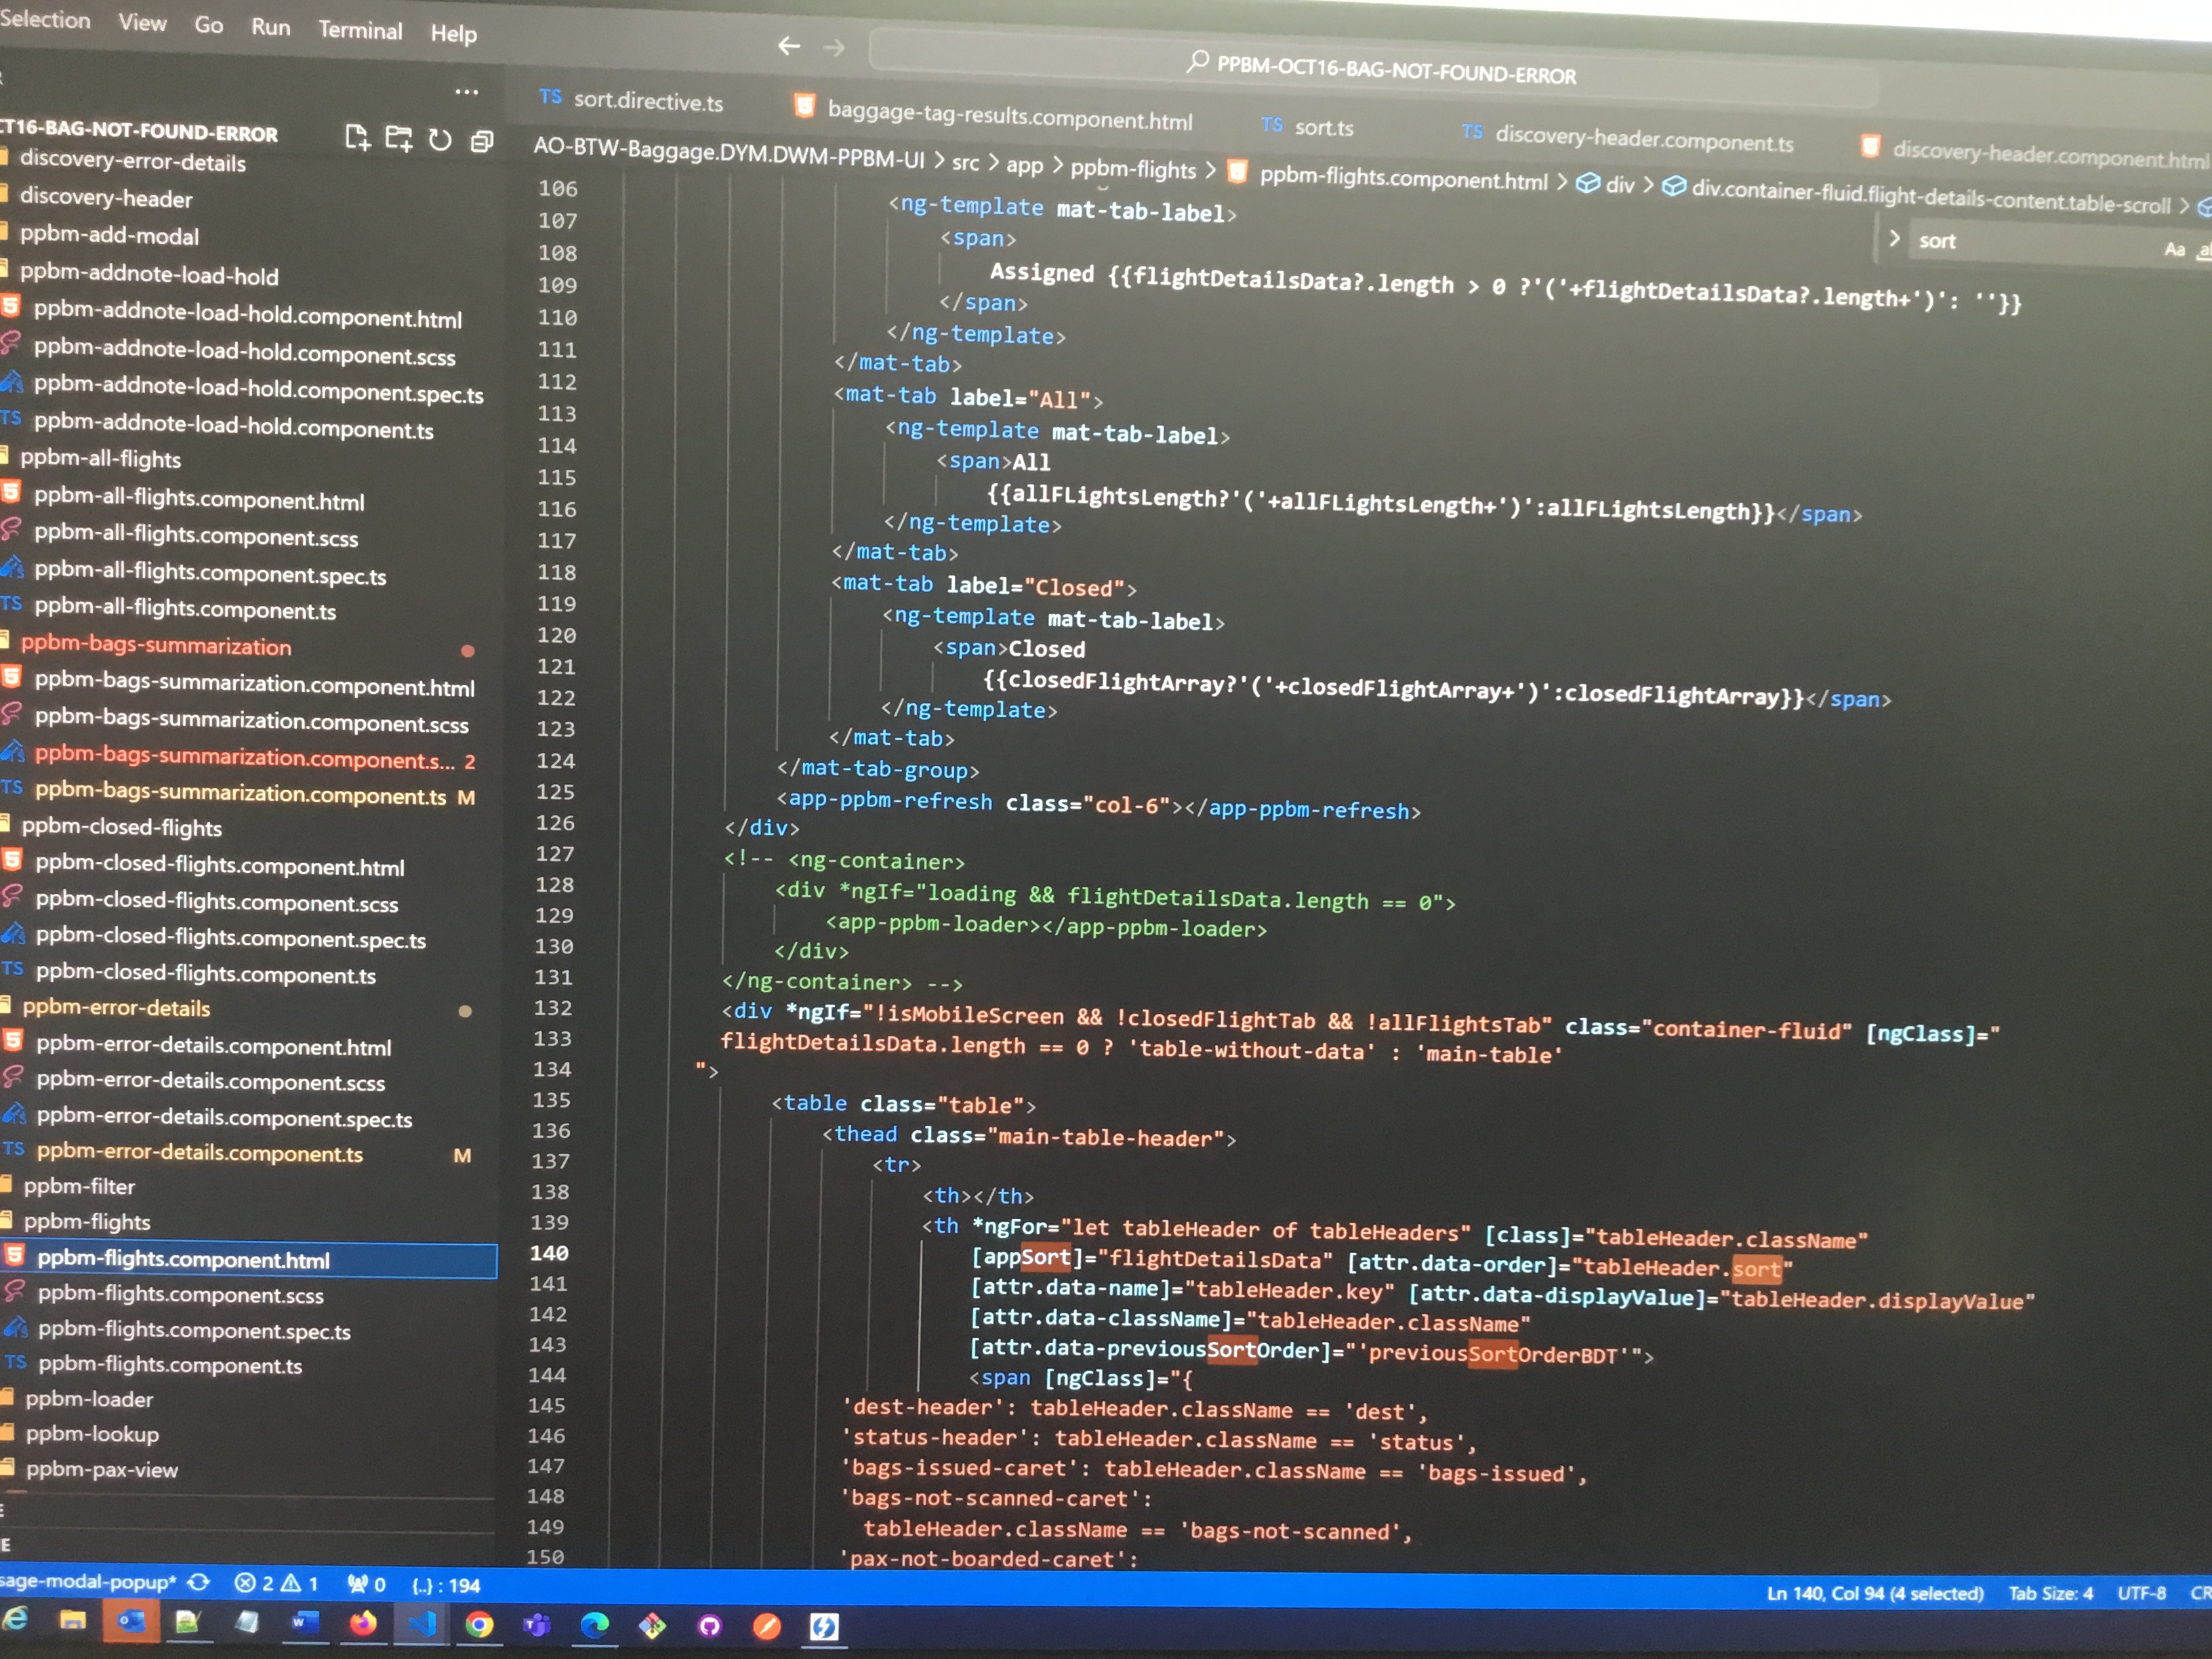 Selection View Go Run Terminal Help
PPBM-OCT16-BAG-NOT-FOUND-ERROR
TS sort.directive.ts baggage-tag-results.component.html TS sort.ts TS discovery-header.component.ts discovery-header.component.html
CT16-BAG-NOT-FOUND-ERROR
discovery-error-details
discovery-header
ppbm-add-modal
ppbm-addnote-load-hold
ppbm-addnote-load-hold.component.html
ppbm-addnote-load-hold.component.scss
ppbm-addnote-load-hold.component.spec.ts
TS ppbm-addnote-load-hold.component.ts
ppbm-all-flights
ppbm-all-flights.component.html
ppbm-all-flights.component.scss
ppbm-all-flights.component.spec.ts
TS ppbm-all-flights.component.ts
ppbm-bags-summarization
ppbm-bags-summarization.component.html
ppbm-bags-summarization.component.scss
ppbm-bags-summarization.component.s... 2
TS ppbm-bags-summarization.component.ts M
ppbm-closed-flights
ppbm-closed-flights.component.html
ppbm-closed-flights.component.scss
ppbm-closed-flights.component.spec.ts
TS ppbm-closed-flights.component.ts
ppbm-error-details
ppbm-error-details.component.html
ppbm-error-details.component.scss
ppbm-error-details.component.spec.ts
TS ppbm-error-details.component.ts M
ppbm-filter
ppbm-flights
ppbm-flights.component.html
ppbm-flights.component.scss
ppbm-flights.component.spec.ts
TS ppbm-flights.component.ts
ppbm-loader
ppbm-lookup
ppbm-pax-view
AO-BTW-Baggage.DYM.DWM-PPBM-UI > src > app > ppbm-flights > ppbm-flights.component.html > div > div.container-fluid.flight-details-content.table-scroll >
> sort Aa
106 <ng-template mat-tab-label>
107 <span>
108 Assigned {{flightDetailsData?.length > 0 ?'('+flightDetailsData?.length+')': ''}}
109 </span>
110 </ng-template>
111 </mat-tab>
112 <mat-tab label="All">
113 <ng-template mat-tab-label>
114 <span>All
115 {{allFLightsLength?'('+allFLightsLength+')':allFLightsLength}}</span>
116 </ng-template>
117 </mat-tab>
118 <mat-tab label="Closed">
119 <ng-template mat-tab-label>
120 <span>Closed
121 {{closedFlightArray?'('+closedFlightArray+')':closedFlightArray}}</span>
122 </ng-template>
123 </mat-tab>
124 </mat-tab-group>
125 <app-ppbm-refresh class="col-6"></app-ppbm-refresh>
126 </div>
127 <!-- <ng-container>
128 <div *ngIf="loading && flightDetailsData.length == 0">
129 <app-ppbm-loader></app-ppbm-loader>
130 </div>
131 </ng-container> -->
132 <div *ngIf="!isMobileScreen && !closedFlightTab && !allFlightsTab" class="container-fluid" [ngClass]="
133 flightDetailsData.length == 0 ? 'table-without-data' : 'main-table'
134 ">
135 <table class="table">
136 <thead class="main-table-header">
137 <tr>
138 <th></th>
139 <th *ngFor="let tableHeader of tableHeaders" [class]="tableHeader.className"
140 [appSort]="flightDetailsData" [attr.data-order]="tableHeader.sort"
141 [attr.data-name]="tableHeader.key" [attr.data-displayValue]="tableHeader.displayValue"
142 [attr.data-className]="tableHeader.className"
143 [attr.data-previousSortOrder]="'previousSortOrderBDT'">
144 <span [ngClass]="{
145 'dest-header': tableHeader.className == 'dest',
146 'status-header': tableHeader.className == 'status',
147 'bags-issued-caret': tableHeader.className == 'bags-issued',
148 'bags-not-scanned-caret':
149 tableHeader.className == 'bags-not-scanned',
150 'pax-not-boarded-caret':
sage-modal-popup* 2 1 0 {..} : 194 Ln 140, Col 94 (4 selected) Tab Size: 4 UTF-8